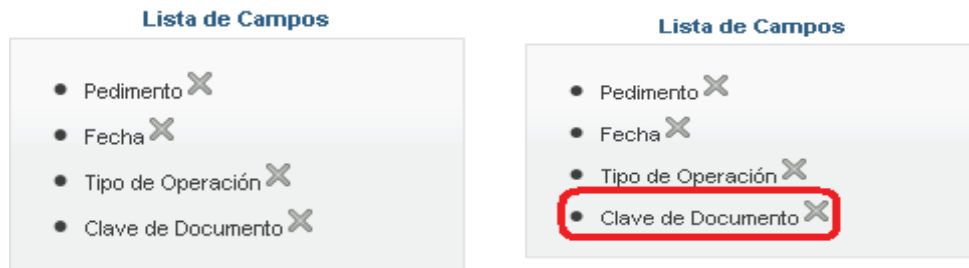 Lista de Campos
Pedimento
Fecha
Tipo de Operación
Clave de Documento
Lista de Campos
Pedimento
Fecha
Tipo de Operación
Clave de Documento